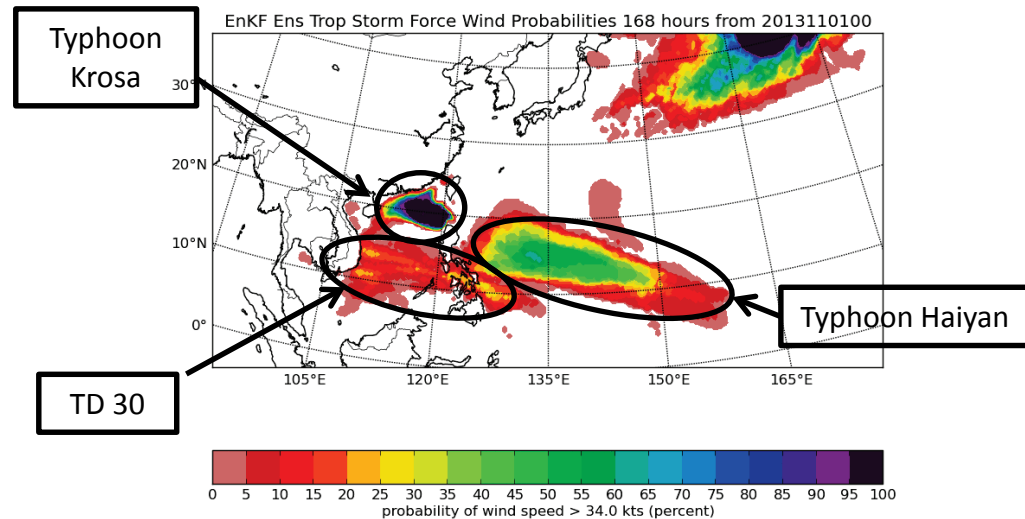 EnKF Ens Trop Storm Force Wind Probabilities 168 hours from 2013110100
Typhoon
Krosa
30°N
20°N
10°N
0°
Typhoon Haiyan
TD 30
105°E 120°E 135°E 150°E 165°E
0 5 10 15 20 25 30 35 40 45 50 55 60 65 70 75 80 85 90 95 100
probability of wind speed > 34.0 kts (percent)